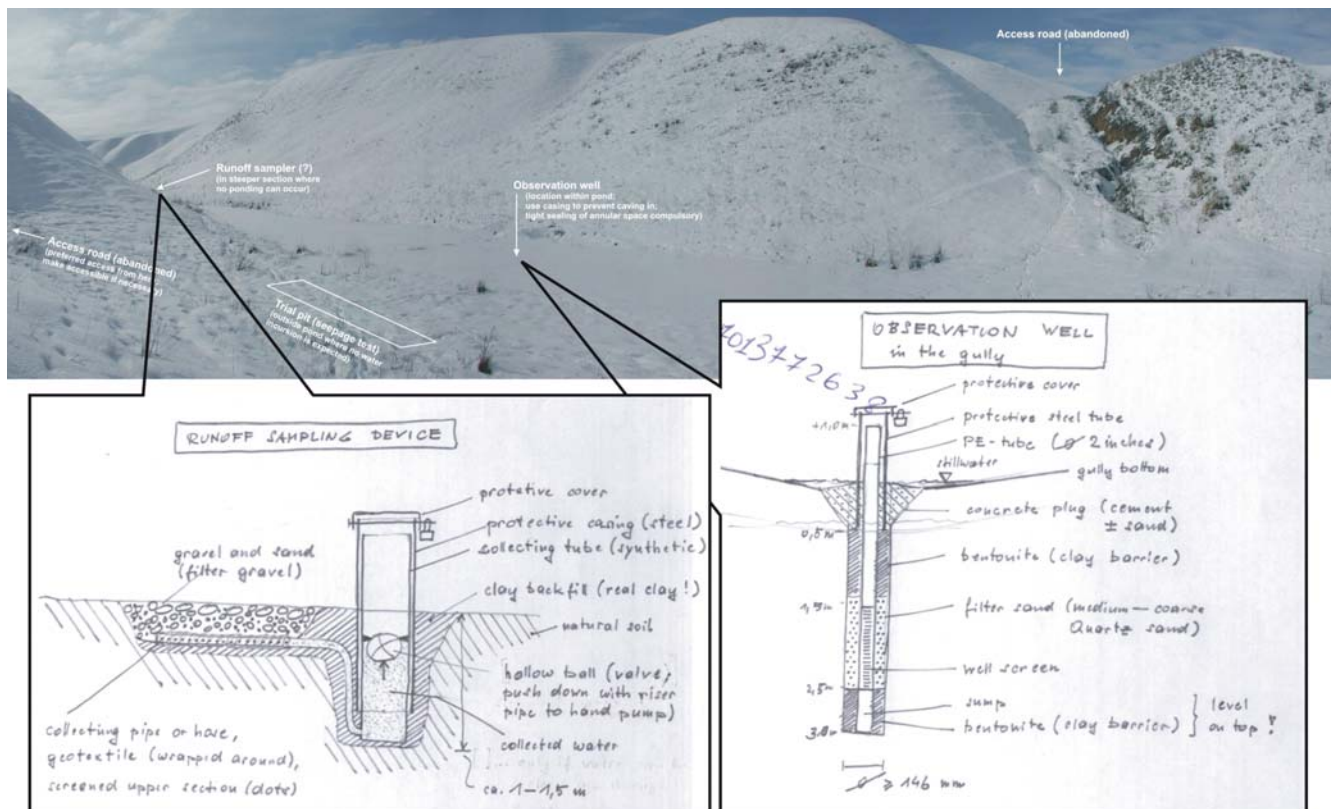 Access road (abandoned)
Runoff sampler (?)
(in steeper section where
no ponding can occur)
Observation well
(location within pond;
use casing to prevent caving in;
tight sealing of annular space compulsory)
Access road (abandoned)
(preferred access from here,
make accessible if necessary)
Trial pit (seepage test)
(outside pond where no water
incursion is expected)
RUNOFF SAMPLING DEVICE
protetive cover
protective casing (steel)
collecting tube (synthetic)
gravel and sand
(filter gravel)
clay backfill (real clay!)
natural soil
hollow ball (valve;
push down with riser
pipe to hand pump)
collected water
ca. 1-1,5 m
collecting pipe or hose,
geotextile (wrapped around),
screened upper section (dots)
OBSERVATION WELL
in the gully
protective cover
+1,0m
protective steel tube
PE-tube (ø 2 inches)
stillwater
gully bottom
concrete plug (cement
± sand)
0,5m
bentonite (clay barrier)
1,5m
filter sand (medium-coarse
Quartz sand)
well screen
2,5m
sump
bentonite (clay barrier)
level
on top!
3,0m
ø ≥ 146 mm